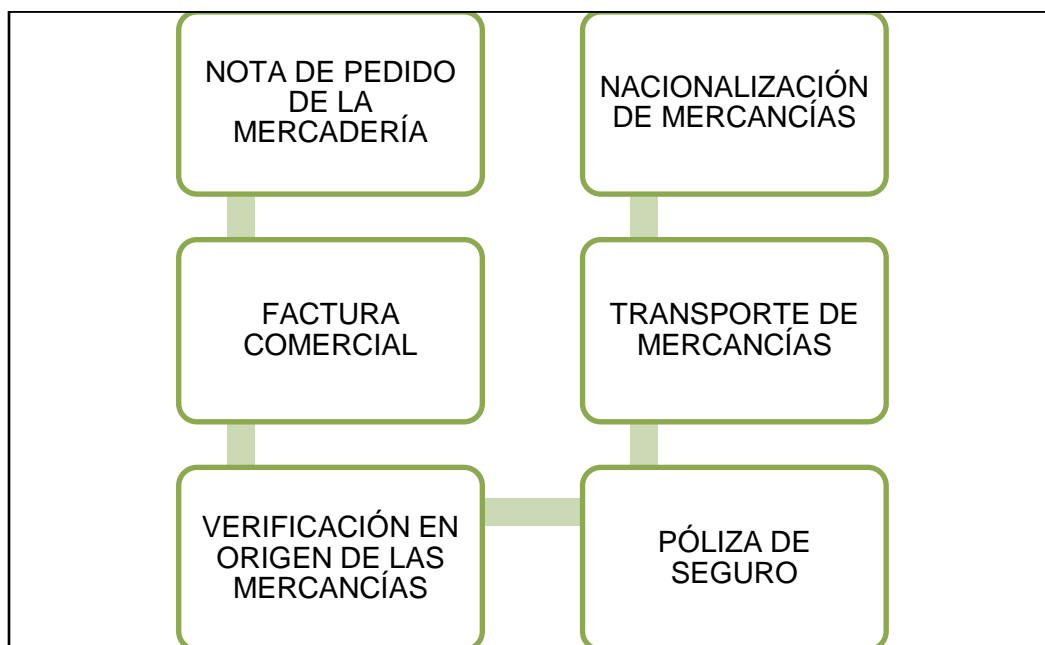 NOTA DE PEDIDO
DE LA
MERCADERÍA
FACTURA
COMERCIAL
VERIFICACIÓN EN
ORIGEN DE LAS
MERCANCÍAS
PÓLIZA DE
SEGURO
TRANSPORTE DE
MERCANCÍAS
NACIONALIZACIÓN
DE MERCANCÍAS